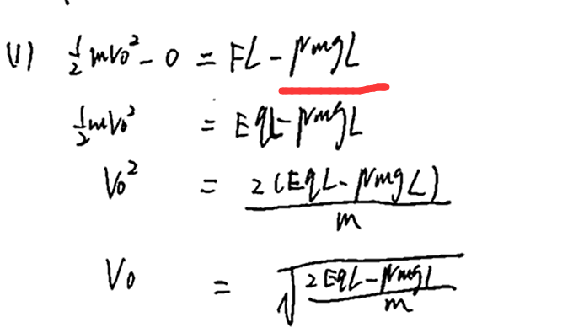 (1) ½mv₀² - 0 = FL - μmgL
½mv₀² = EqL - μmgL
V₀² = 2(EqL - μmgL) / m
V₀ = √(2EqL - μmgL / m)